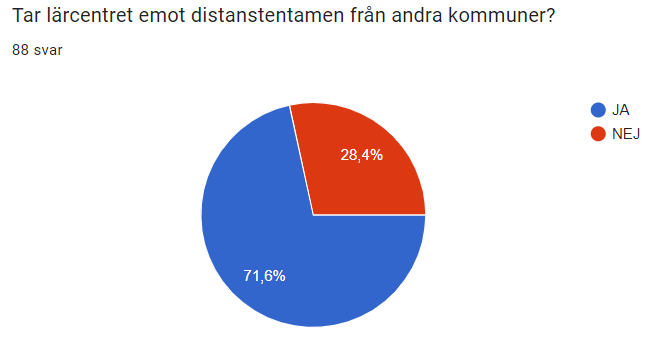 Tar lärcentret emot distanstentamen från andra kommuner?
88 svar
JA
NEJ
28,4%
71,6%